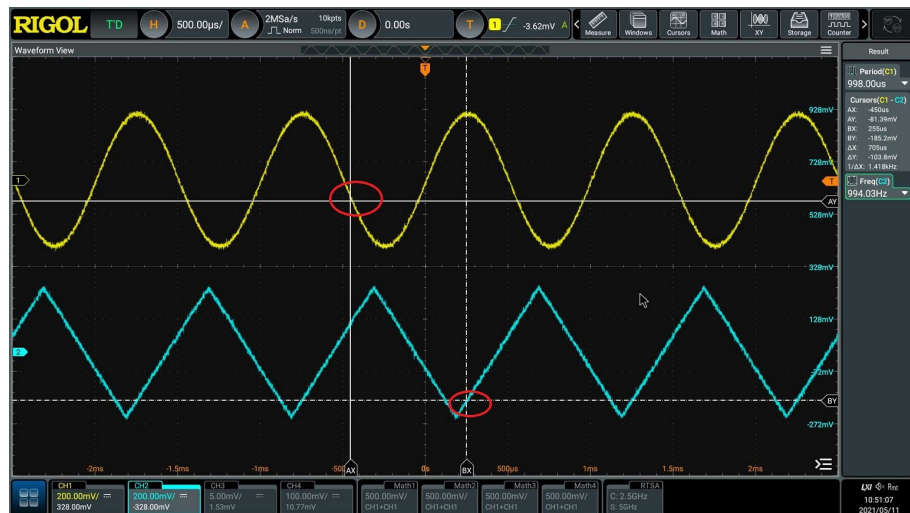 RIGOL T'D H 500.00μs/ A 2MSa/s 10kpts D 0.00s T 1 -3.62mV A Measure Windows Cursors Math XY Storage Counter
Norm 500ns/pt
Waveform View Result
T
Period(C1)
998.00us
Cursors(C1 - C2)
AX: -450us
AY: -81.39mV
BX: 255us
BY: -185.2mV
ΔX: 705us
ΔY: -103.8mV
1/ΔX: 1.418kHz
Freq(C2)
994.03Hz
928mV
728mV
1
T
AY
528mV
328mV
128mV
2
-72mV
BY
-272mV
-2ms -1.5ms -1ms -500 AX 0s BX 500μs 1ms 1.5ms 2ms
CH1 CH2 CH3 CH4 Math1 Math2 Math3 Math4 RTSA
200.00mV/ 200.00mV/ 5.00mV/ 100.00mV/ 500.00mV/ 500.00mV/ 500.00mV/ 500.00mV/ C: 2.5GHz
328.00mV -328.00mV 1.53mV 10.77mV CH1+CH1 CH1+CH1 CH1+CH1 CH1+CH1 S: 5GHz
LXI Rmt
10:51:07
2021/05/11